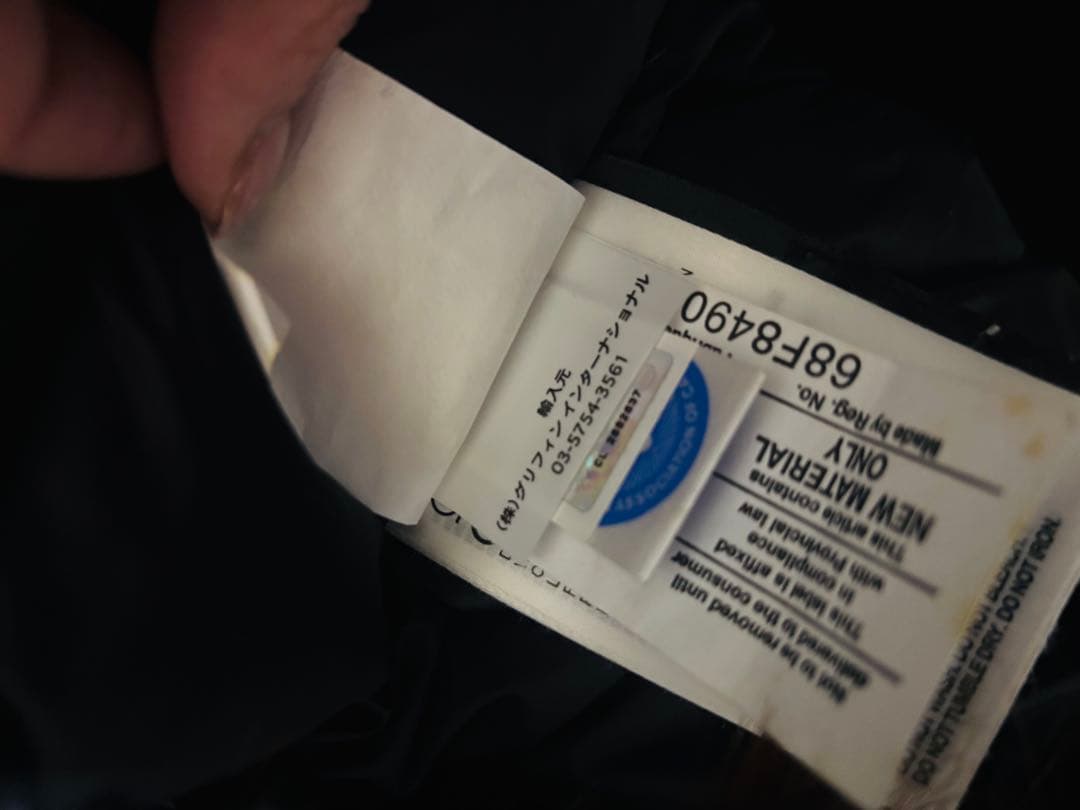 輸入元
(株)グリフィンインターナショナル
03-5754-3561
CL 2882837
Not to be removed until
delivered to the consumer
This label is affixed
in compliance
with Provincial law
This article contains
NEW MATERIAL
ONLY
Made by Reg. No.
68F8490
DO NOT TUMBLE DRY. DO NOT IRON.